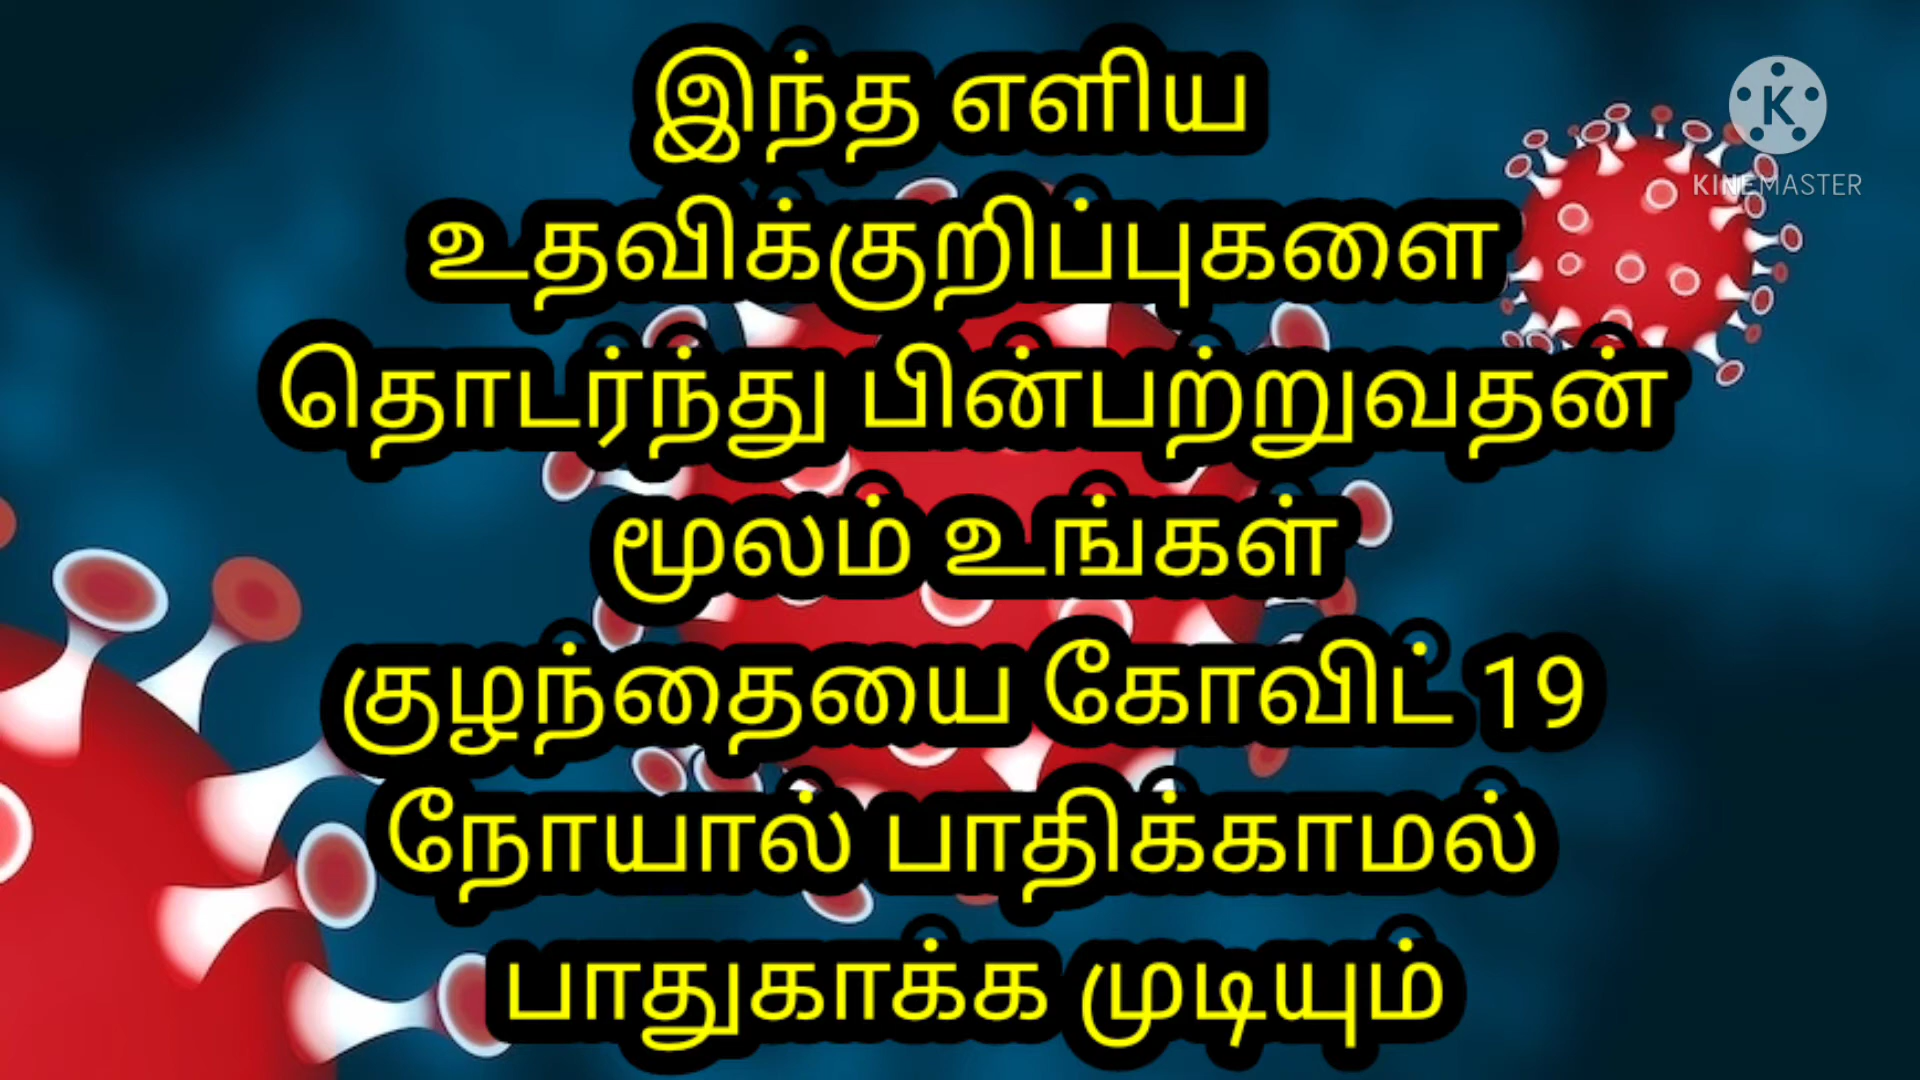 இந்த எளிய
உதவிக்குறிப்புகளை
தொடர்ந்து பின்பற்றுவதன்
மூலம் உங்கள்
குழந்தையை கோவிட் 19
நோயால் பாதிக்காமல்
பாதுகாக்க முடியும்
K
KINEMASTER